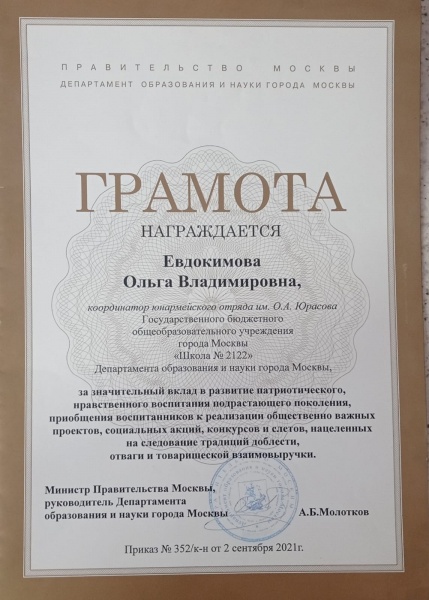 ПРАВИТЕЛЬСТВО МОСКВЫ
ДЕПАРТАМЕНТ ОБРАЗОВАНИЯ И НАУКИ ГОРОДА МОСКВЫ
ГРАМОТА
НАГРАЖДАЕТСЯ
Евдокимова
Ольга Владимировна,
координатор юнармейского отряда им. О.А. Юрасова
Государственного бюджетного
общеобразовательного учреждения
города Москвы
«Школа № 2122»
Департамента образования и науки города Москвы,
за значительный вклад в развитие патриотического,
нравственного воспитания подрастающего поколения,
приобщения воспитанников к реализации общественно важных
проектов, социальных акций, конкурсов и слетов, нацеленных
на следование традиций доблести,
отваги и товарищеской взаимовыручки.
Министр Правительства Москвы,
руководитель Департамента
образования и науки города Москвы А.Б.Молотков
Приказ № 352/к-н от 2 сентября 2021г.